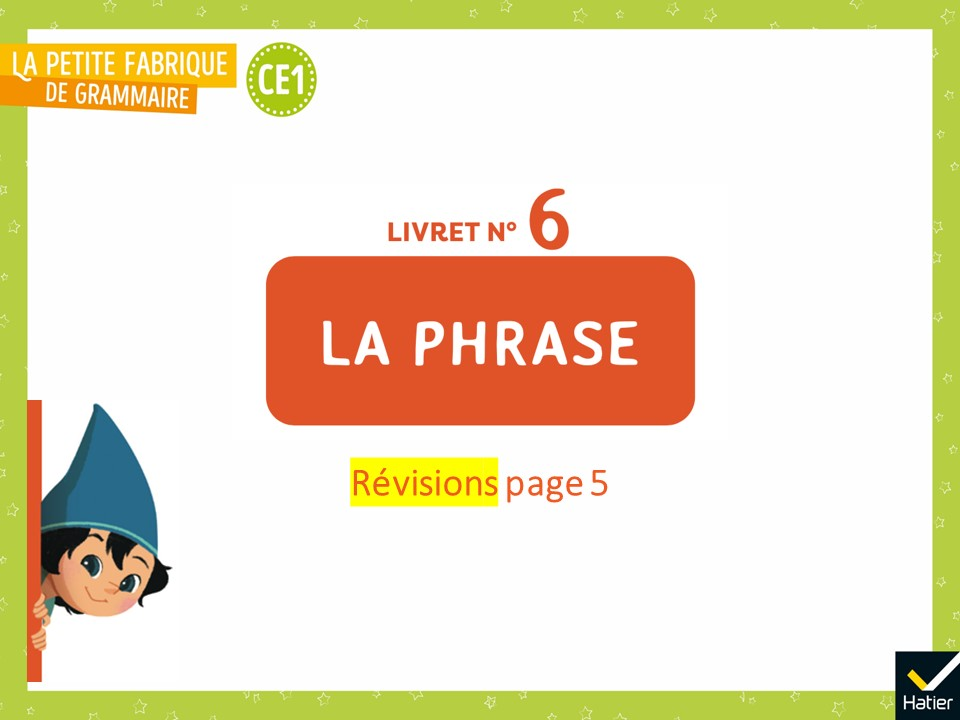 LA PETITE FABRIQUE
DE GRAMMAIRE
CE1
LIVRET N° 6
LA PHRASE
Révisions page 5
Hatier